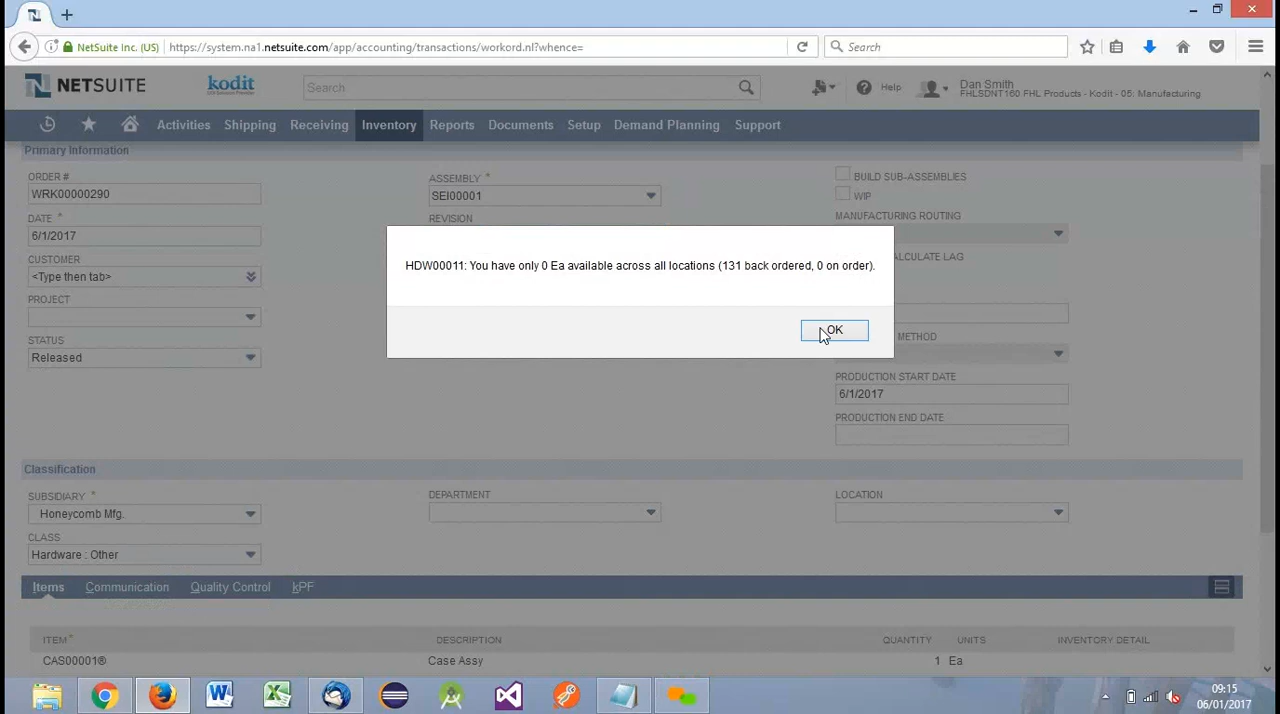 NetSuite Inc. (US) https://system.na1.netsuite.com/app/accounting/transactions/workord.nl?whence= Search
NETSUITE kodit Search Help Dan Smith
FHLSDNT160 FHL Products - Kodit - 05: Manufacturing
Activities Shipping Receiving Inventory Reports Documents Setup Demand Planning Support
Primary Information
ORDER # ASSEMBLY * BUILD SUB-ASSEMBLIES
WRK00000290 SEI00001 WIP
DATE * REVISION MANUFACTURING ROUTING
6/1/2017
CUSTOMER ALCULATE LAG
<Type then tab>
HDW00011: You have only 0 Ea available across all locations (131 back ordered, 0 on order).
OK
PROJECT
STATUS METHOD
Released
PRODUCTION START DATE
6/1/2017
PRODUCTION END DATE
Classification
SUBSIDIARY * DEPARTMENT LOCATION
Honeycomb Mfg.
CLASS
Hardware : Other
Items Communication Quality Control kPF
ITEM * DESCRIPTION QUANTITY UNITS INVENTORY DETAIL
CAS00001® Case Assy 1 Ea
09:15
06/01/2017